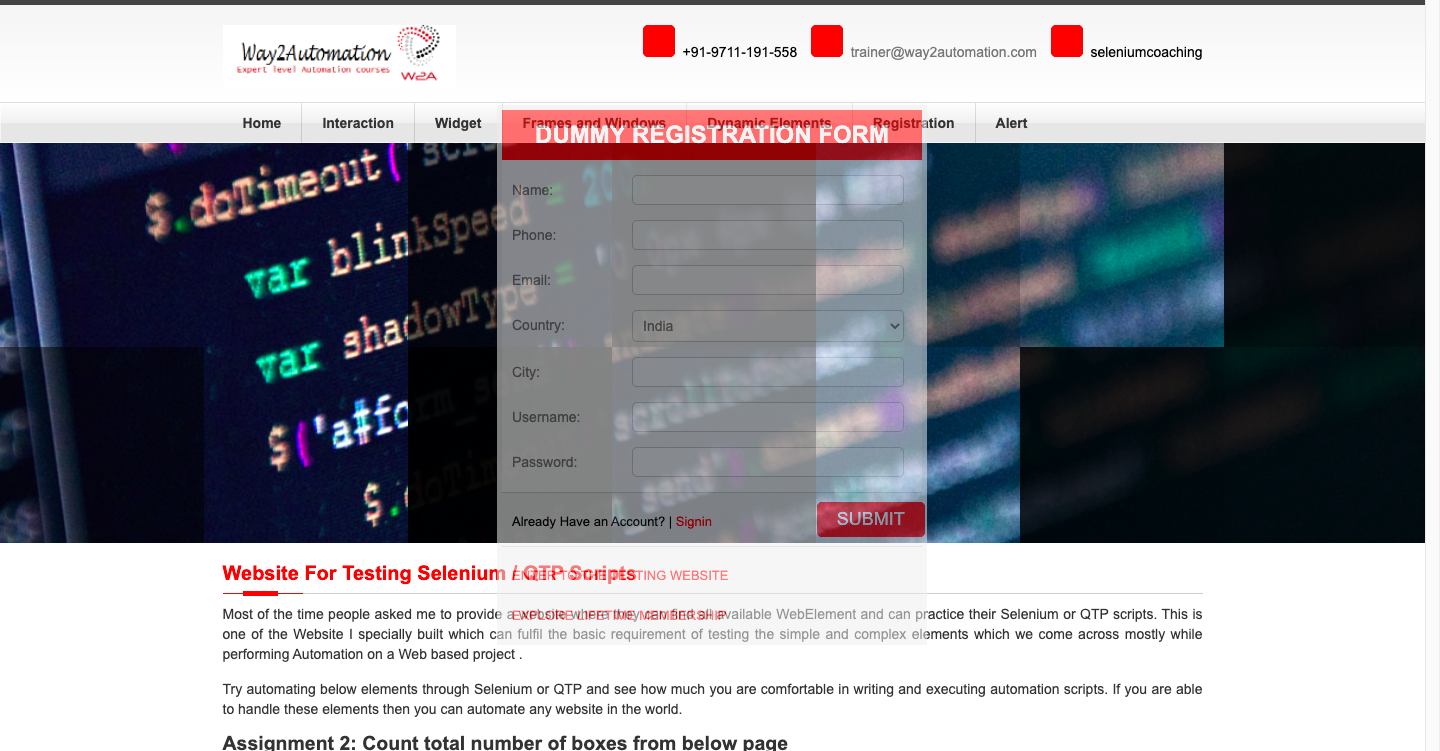 Way2Automation
Expert level Automation courses
W2A
+91-9711-191-558
trainer@way2automation.com
seleniumcoaching
Home
Interaction
Widget
Frames and Windows
Dynamic Elements
Registration
Alert
DUMMY REGISTRATION FORM
$.doTimeout(
var blinkSpeed = 20
var shadowType =
$('a#fo
Name:
Phone:
Email:
Country:
India
City:
Username:
Password:
Already Have an Account? | Signin
SUBMIT
ENTER TO THE TESTING WEBSITE
EXPLORE LIFETIME MEMBERSHIP
Website For Testing Selenium / QTP Scripts
Most of the time people asked me to provide a website where they can find all available WebElement and can practice their Selenium or QTP scripts. This is
one of the Website I specially built which can fulfil the basic requirement of testing the simple and complex elements which we come across mostly while
performing Automation on a Web based project .
Try automating below elements through Selenium or QTP and see how much you are comfortable in writing and executing automation scripts. If you are able
to handle these elements then you can automate any website in the world.
Assignment 2: Count total number of boxes from below page